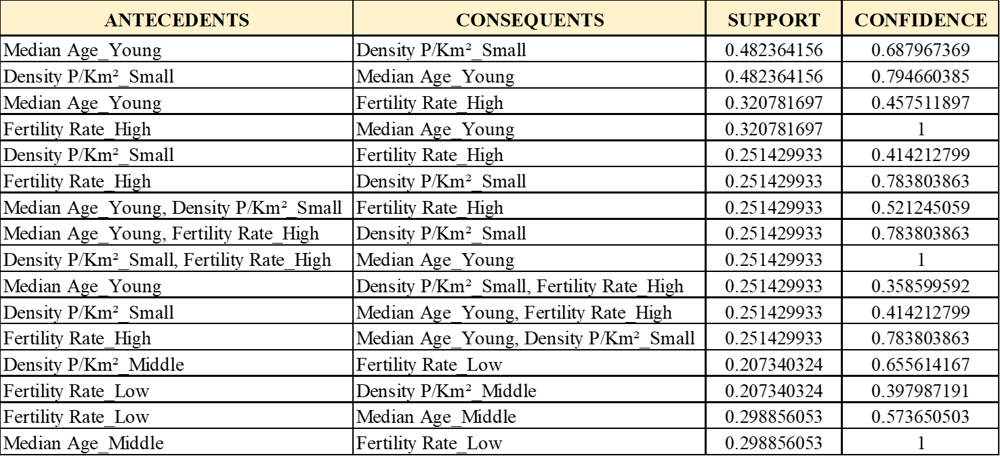 ANTECEDENTS CONSEQUENTS SUPPORT CONFIDENCE
Median Age_Young Density P/Km²_Small 0.482364156 0.687967369
Density P/Km²_Small Median Age_Young 0.482364156 0.794660385
Median Age_Young Fertility Rate_High 0.320781697 0.457511897
Fertility Rate_High Median Age_Young 0.320781697 1
Density P/Km²_Small Fertility Rate_High 0.251429933 0.414212799
Fertility Rate_High Density P/Km²_Small 0.251429933 0.783803863
Median Age_Young, Density P/Km²_Small Fertility Rate_High 0.251429933 0.521245059
Median Age_Young, Fertility Rate_High Density P/Km²_Small 0.251429933 0.783803863
Density P/Km²_Small, Fertility Rate_High Median Age_Young 0.251429933 1
Median Age_Young Density P/Km²_Small, Fertility Rate_High 0.251429933 0.358599592
Density P/Km²_Small Median Age_Young, Fertility Rate_High 0.251429933 0.414212799
Fertility Rate_High Median Age_Young, Density P/Km²_Small 0.251429933 0.783803863
Density P/Km²_Middle Fertility Rate_Low 0.207340324 0.655614167
Fertility Rate_Low Density P/Km²_Middle 0.207340324 0.397987191
Fertility Rate_Low Median Age_Middle 0.298856053 0.573650503
Median Age_Middle Fertility Rate_Low 0.298856053 1